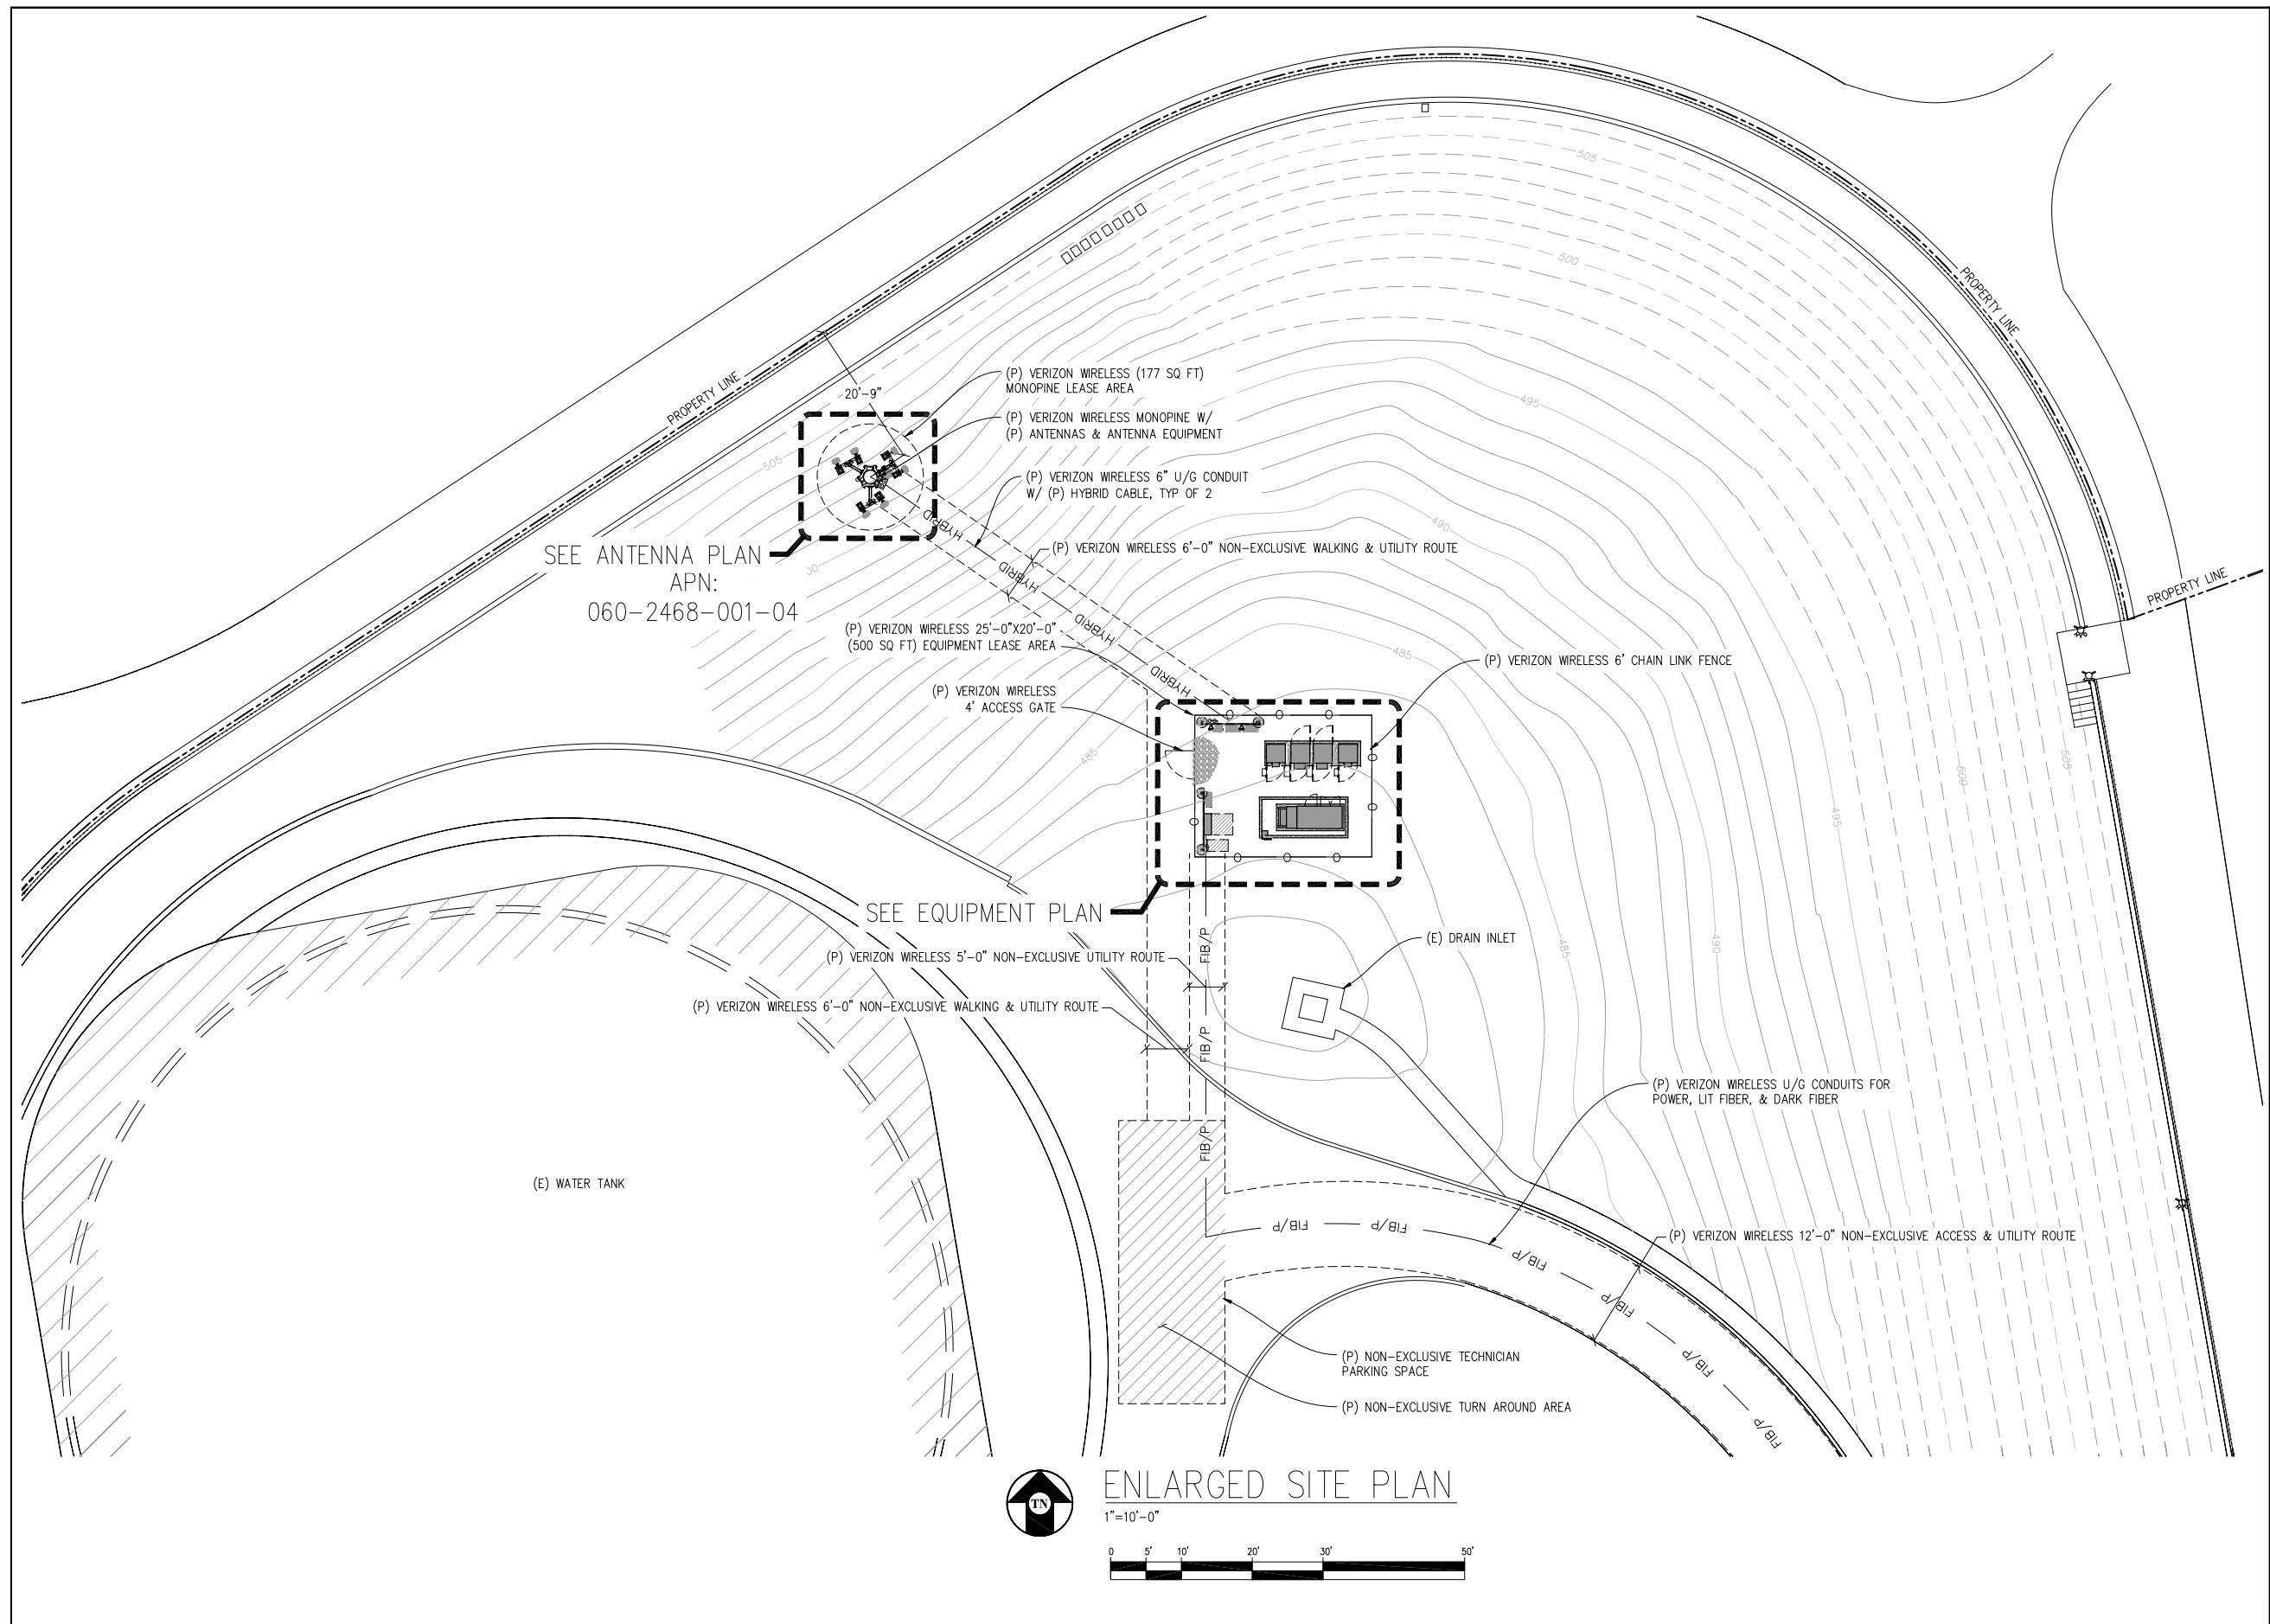 505
500
PROPERTY LINE
PROPERTY LINE
(P) VERIZON WIRELESS (177 SQ FT)
MONOPINE LEASE AREA
20'-9"
495
(P) VERIZON WIRELESS MONOPINE W/
(P) ANTENNAS & ANTENNA EQUIPMENT
505
(P) VERIZON WIRELESS 6" U/G CONDUIT
W/ (P) HYBRID CABLE, TYP OF 2
HYBRID
490
SEE ANTENNA PLAN
APN:
060-2468-001-04
00
(P) VERIZON WIRELESS 6'-0" NON-EXCLUSIVE WALKING & UTILITY ROUTE
HYBRID
PROPERTY LINE
HYBRID
(P) VERIZON WIRELESS 25'-0"X20'-0"
(500 SQ FT) EQUIPMENT LEASE AREA
485
(P) VERIZON WIRELESS 6' CHAIN LINK FENCE
HYBRID
(P) VERIZON WIRELESS
4' ACCESS GATE
485
505
500
495
SEE EQUIPMENT PLAN
FIB/P
(E) DRAIN INLET
485
490
(P) VERIZON WIRELESS 5'-0" NON-EXCLUSIVE UTILITY ROUTE
(P) VERIZON WIRELESS 6'-0" NON-EXCLUSIVE WALKING & UTILITY ROUTE
FIB/P
(P) VERIZON WIRELESS U/G CONDUITS FOR
POWER, LIT FIBER, & DARK FIBER
FIB/P
(E) WATER TANK
FIB/P
FIB/P
(P) VERIZON WIRELESS 12'-0" NON-EXCLUSIVE ACCESS & UTILITY ROUTE
FIB/P
FIB/P
FIB/P
FIB/P
(P) NON-EXCLUSIVE TECHNICIAN
PARKING SPACE
(P) NON-EXCLUSIVE TURN AROUND AREA
TN
ENLARGED SITE PLAN
1"=10'-0"
0 5' 10' 20' 30' 50'